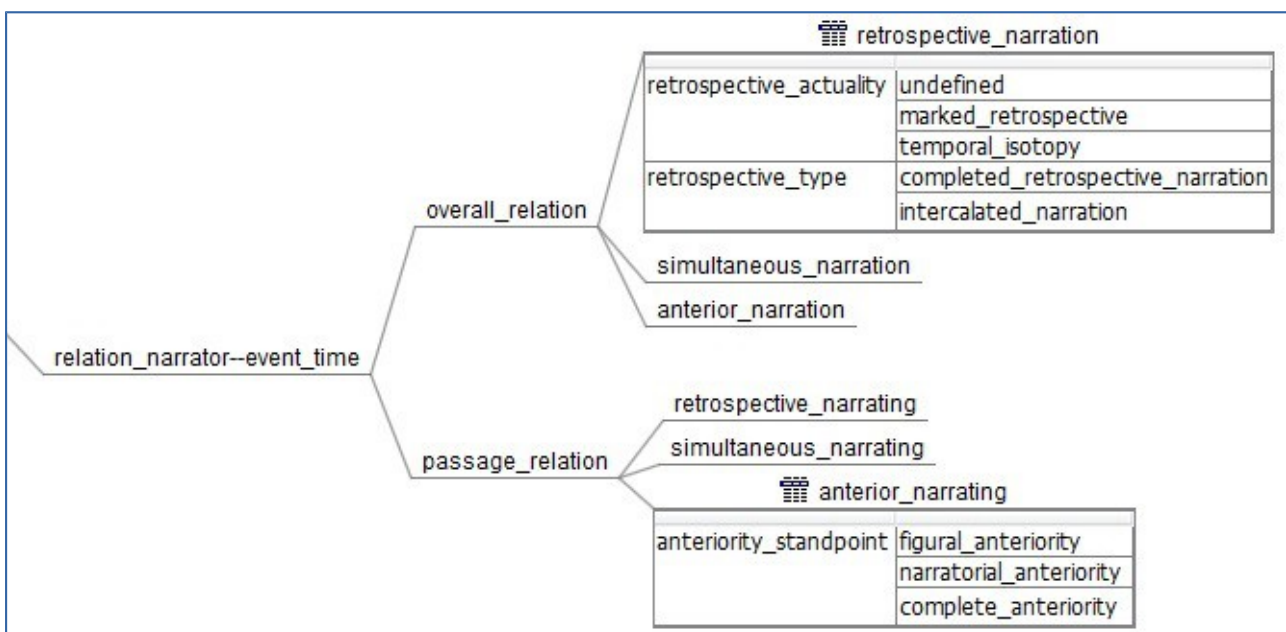 retrospective_narration
retrospective_actuality undefined
marked_retrospective
temporal_isotopy
retrospective_type completed_retrospective_narration
intercalated_narration
overall_relation
simultaneous_narration
anterior_narration
relation_narrator--event_time
retrospective_narrating
simultaneous_narrating
passage_relation
anterior_narrating
anteriority_standpoint figural_anteriority
narratorial_anteriority
complete_anteriority